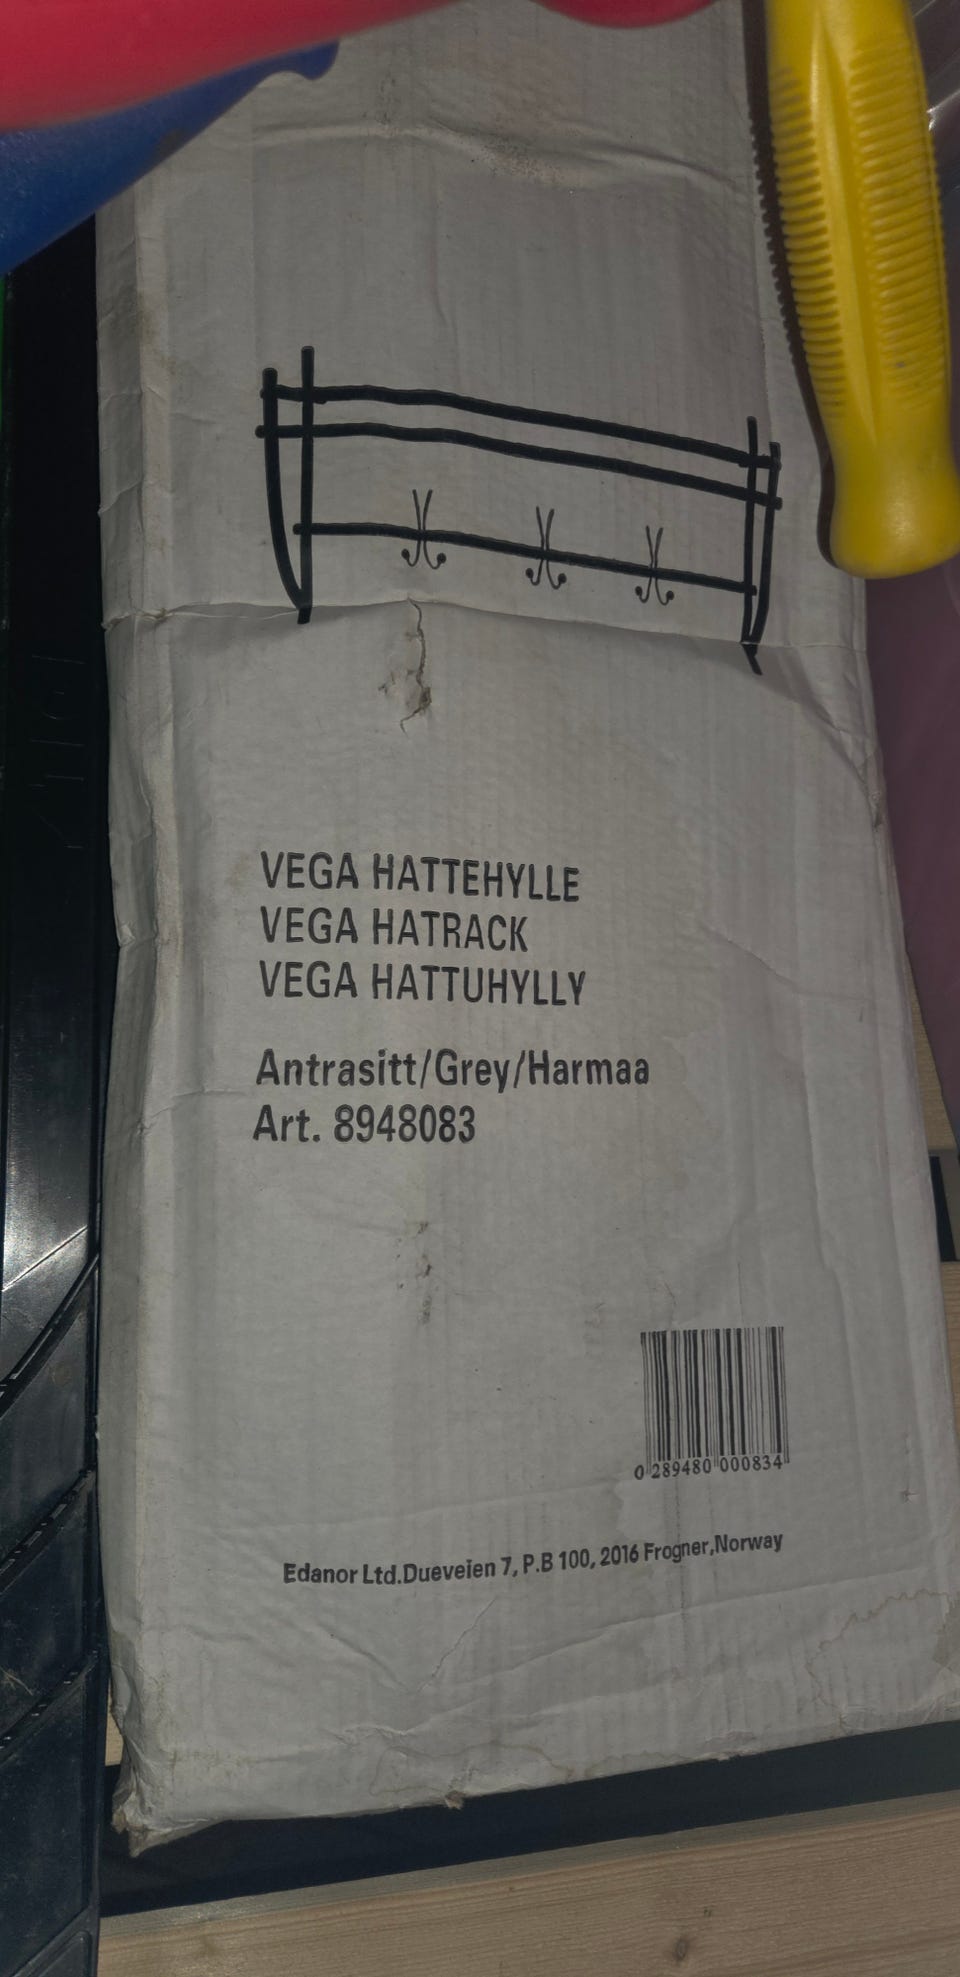 VEGA HATTEHYLLE
VEGA HATRACK
VEGA HATTUHYLLY
Antrasitt/Grey/Harmaa
Art. 8948083
0 289480 000834
Edanor Ltd.Dueveien 7, P.B 100, 2016 Frogner,Norway